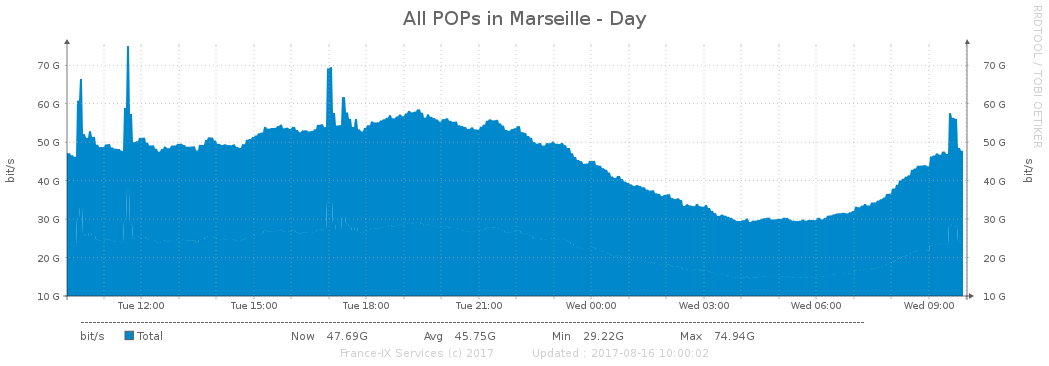 All POPs in Marseille - Day
RRDTOOL / TOBI OETIKER
bit/s
70 G
60 G
50 G
40 G
30 G
20 G
10 G
70 G
60 G
50 G
40 G
30 G
20 G
10 G
bit/s
Tue 12:00 Tue 15:00 Tue 18:00 Tue 21:00 Wed 00:00 Wed 03:00 Wed 06:00 Wed 09:00
bit/s Total Now 47.69G Avg 45.75G Min 29.22G Max 74.94G
France-IX Services (c) 2017 Updated : 2017-08-16 10:00:02